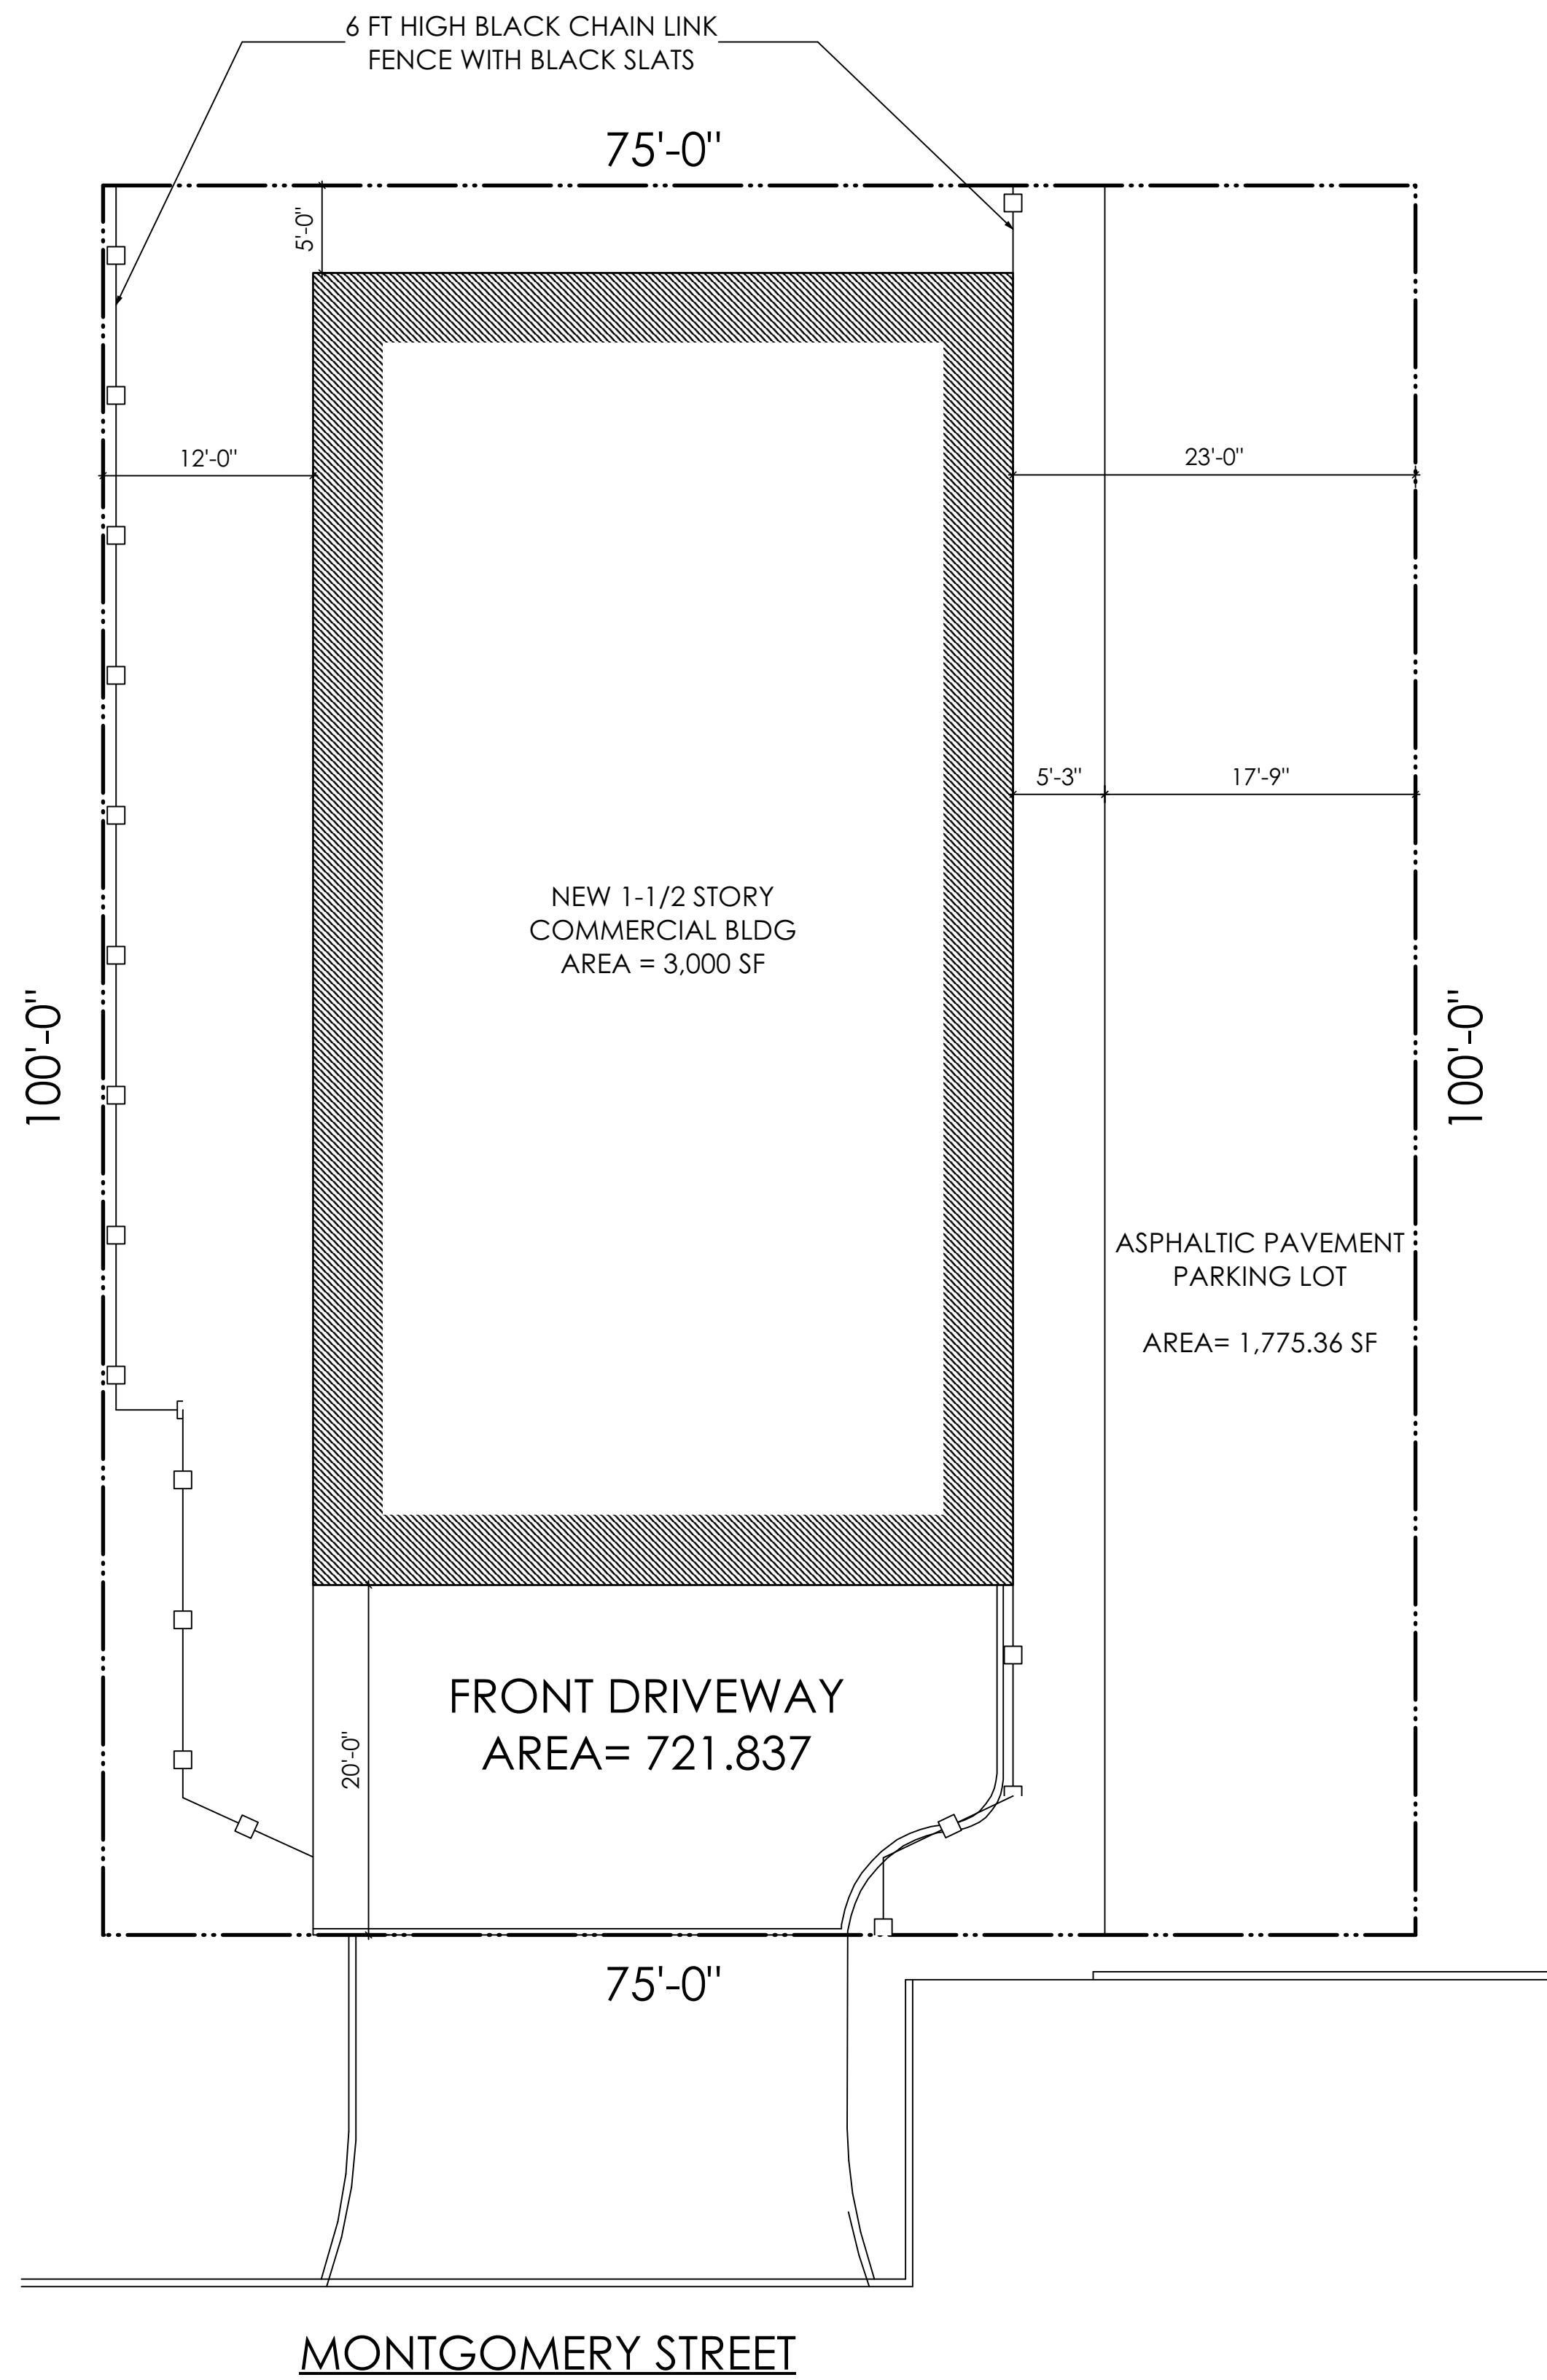 6 FT HIGH BLACK CHAIN LINK
FENCE WITH BLACK SLATS
75'-0"
5'-0"
12'-0"
23'-0"
5'-3"
17'-9"
NEW 1-1/2 STORY
COMMERCIAL BLDG
AREA = 3,000 SF
100'-0"
100'-0"
ASPHALTIC PAVEMENT
PARKING LOT
AREA= 1,775.36 SF
FRONT DRIVEWAY
AREA= 721.837
20'-0"
75'-0"
MONTGOMERY STREET